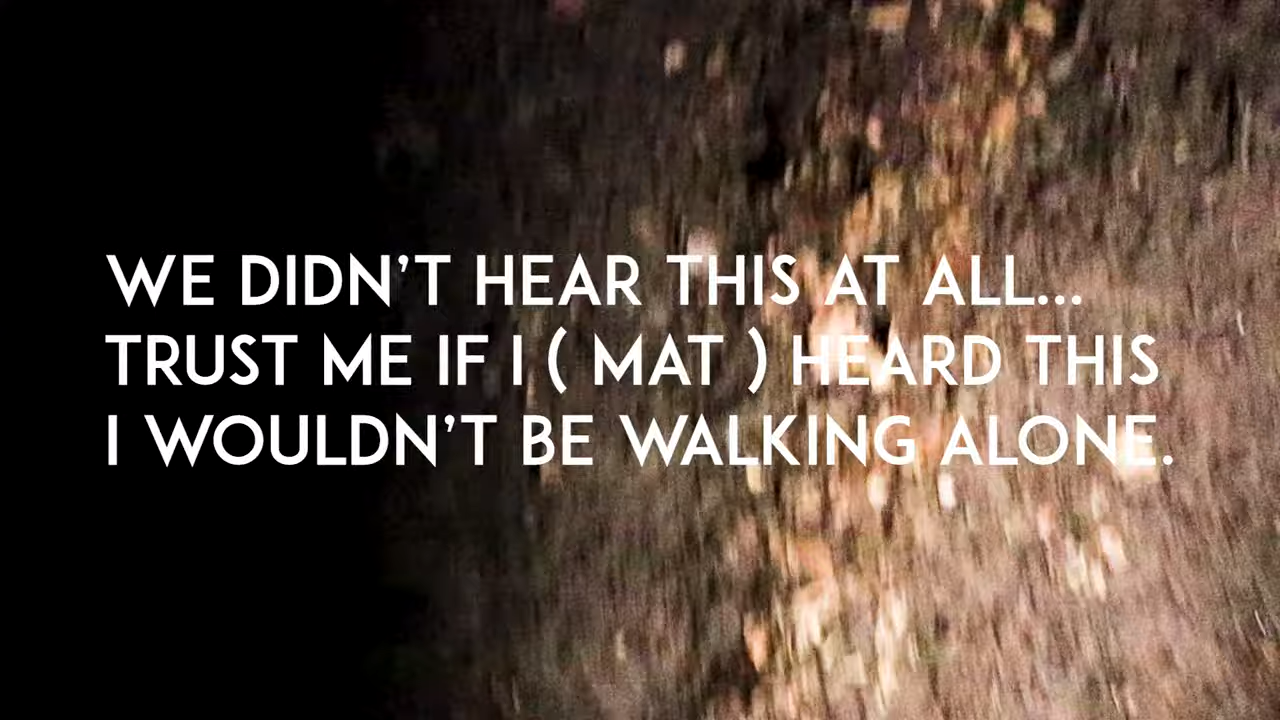 WE DIDN'T HEAR THIS AT ALL...
TRUST ME IF I ( MAT ) HEARD THIS
I WOULDN'T BE WALKING ALONE.